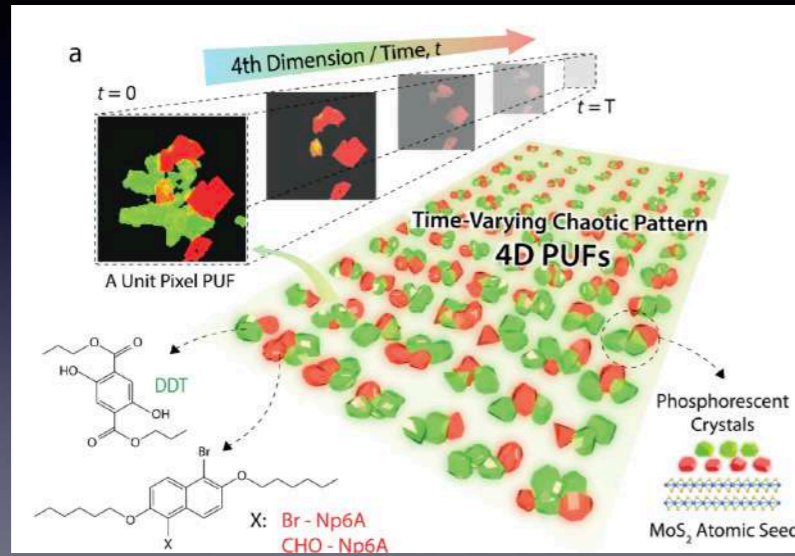 a
4th Dimension / Time, t
t = 0
t = T
A Unit Pixel PUF
Time-Varying Chaotic Pattern
4D PUFs
O
O
HO
DDT
OH
O
O
Phosphorescent
Crystals
Br
O
O
X
X: Br - Np6A
CHO - Np6A
MoS₂ Atomic Seed